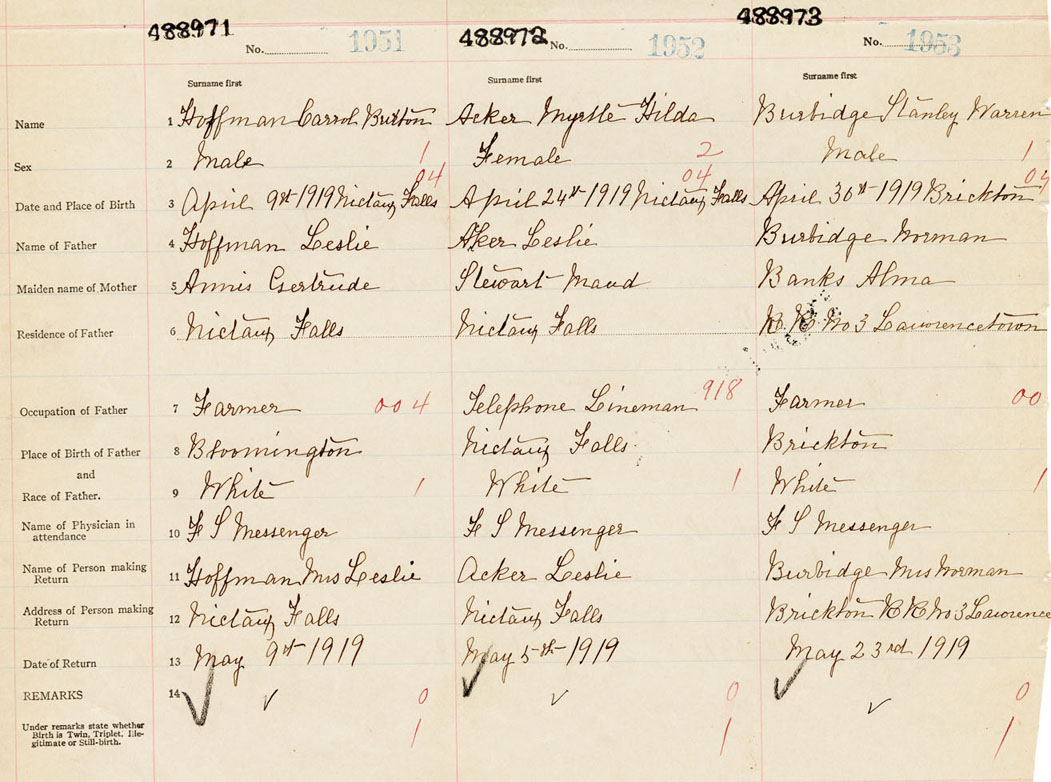 488971 No. 1951 488972 No. 1952 488973 No. 1953
Surname first Surname first Surname first
Name 1 Hoffman Carrol Burton Acker Myrtle Hilda Burbidge Stanley Warren
Sex 2 Male 1 Female 2 Male 1
04 04 04
Date and Place of Birth 3 April 9th 1919 Nictaux Falls April 24th 1919 Nictaux Falls April 30th 1919 Brickton
Name of Father 4 Hoffman Leslie Aker Leslie Burbidge Norman
Maiden name of Mother 5 Annis Gertrude Stewart Maud Banks Alma
Residence of Father 6 Nictaux Falls Nictaux Falls R R No 3 Lawrencetown
Occupation of Father 7 Farmer 004 Telephone Lineman 918 Farmer 00
Place of Birth of Father 8 Bloomington Nictaux Falls Brickton
and
Race of Father. 9 White 1 White 1 White 1
Name of Physician in
attendance 10 F S Messenger F S Messenger F S Messenger
Name of Person making
Return 11 Hoffman Mrs Leslie Acker Leslie Burbidge Mrs Norman
Address of Person making
Return 12 Nictaux Falls Nictaux Falls Brickton R R No 3 Lawrence
Date of Return 13 May 9th 1919 May 5th 1919 May 23rd 1919
REMARKS 14 0 0 0
Under remarks state whether
Birth is Twin, Triplet, Ille-
gitimate or Still-birth. 1 1 1